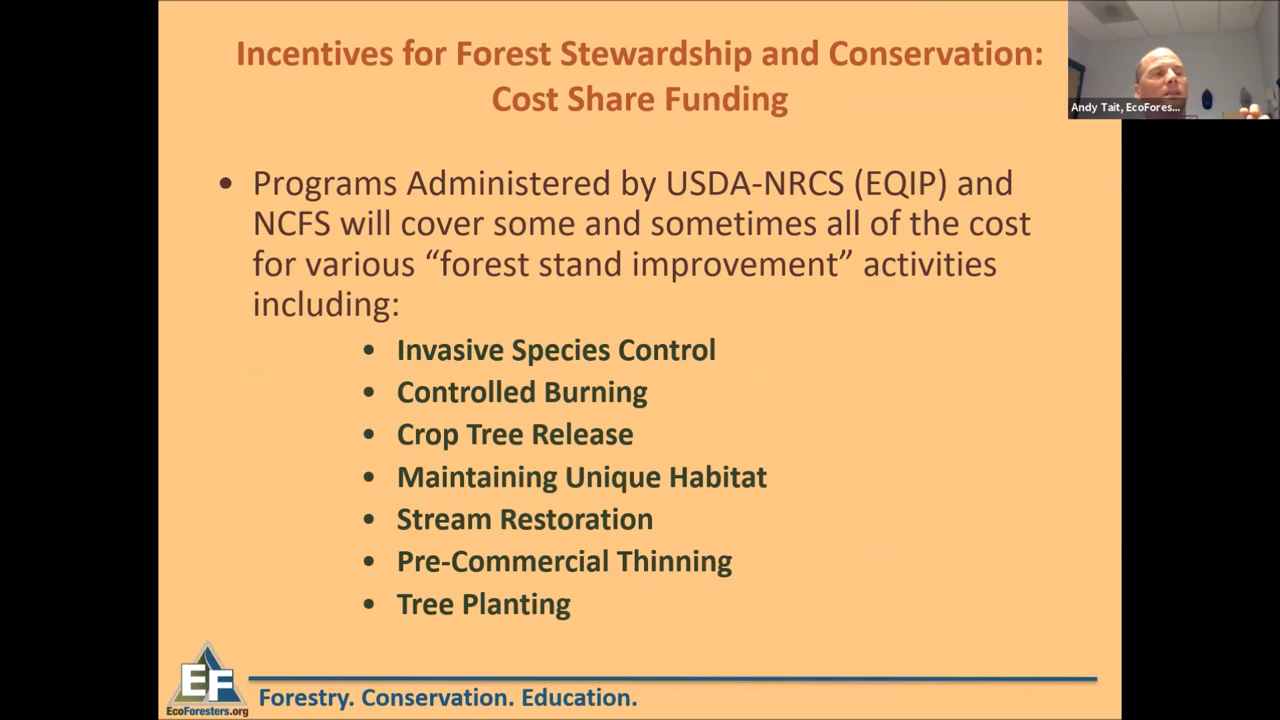 Incentives for Forest Stewardship and Conservation:
Cost Share Funding
Andy Tait, EcoFores...
• Programs Administered by USDA-NRCS (EQIP) and
NCFS will cover some and sometimes all of the cost
for various “forest stand improvement” activities
including:
• Invasive Species Control
• Controlled Burning
• Crop Tree Release
• Maintaining Unique Habitat
• Stream Restoration
• Pre-Commercial Thinning
• Tree Planting
EF
EcoForesters.org
Forestry. Conservation. Education.